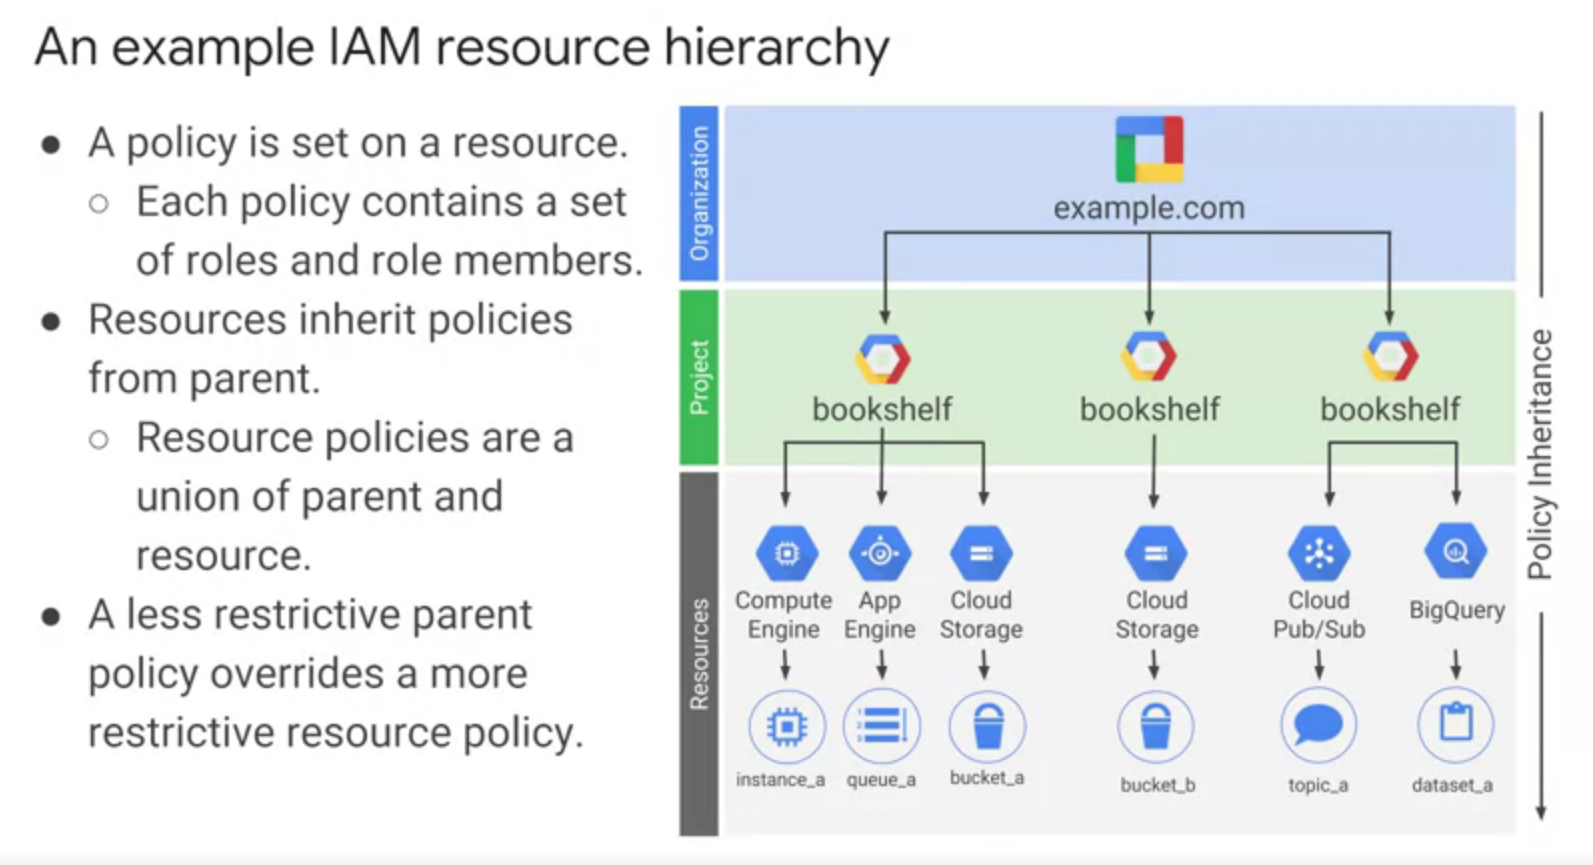 An example IAM resource hierarchy
● A policy is set on a resource.
○ Each policy contains a set
of roles and role members.
● Resources inherit policies
from parent.
○ Resource policies are a
union of parent and
resource.
● A less restrictive parent
policy overrides a more
restrictive resource policy.
Organization
example.com
Project
bookshelf
bookshelf
bookshelf
Resources
Compute
Engine
App
Engine
Cloud
Storage
Cloud
Storage
Cloud
Pub/Sub
BigQuery
instance_a
queue_a
bucket_a
bucket_b
topic_a
dataset_a
Policy Inheritance